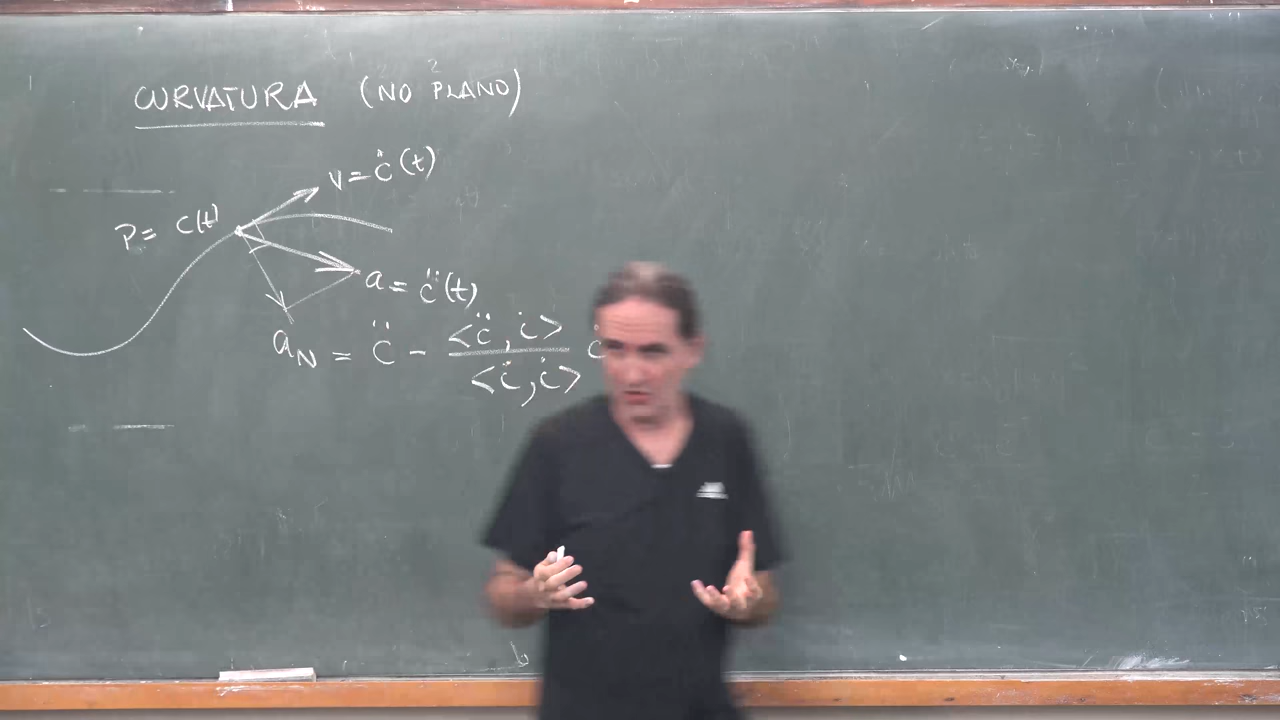 CURVATURA (NO PLANO)
v = ċ(t)
P = c(t)
a = c̈(t)
a_N = c̈ - <c̈, ċ> / <ċ, ċ> ċ